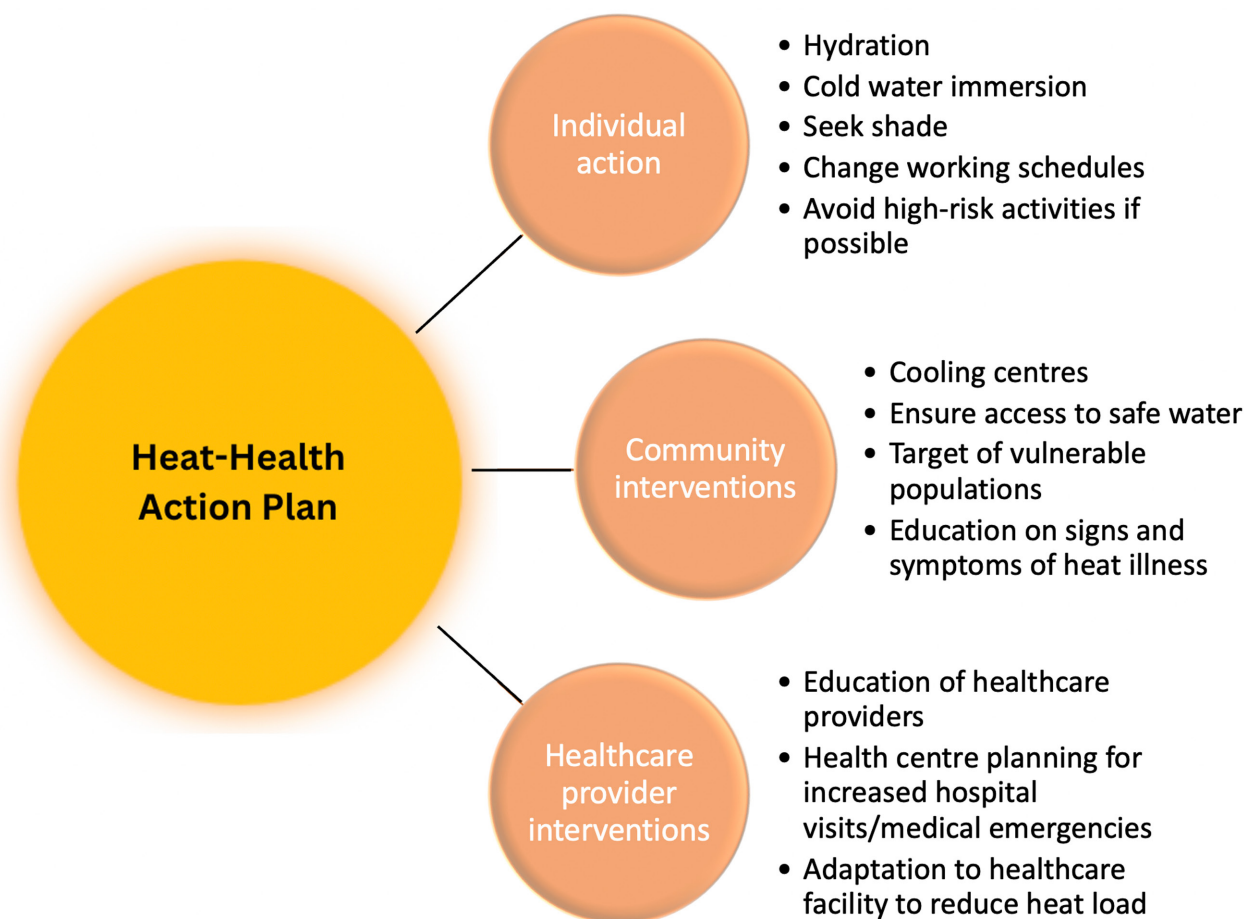 Heat-Health
Action Plan
Individual
action
• Hydration
• Cold water immersion
• Seek shade
• Change working schedules
• Avoid high-risk activities if
possible
Community
interventions
• Cooling centres
• Ensure access to safe water
• Target of vulnerable
populations
• Education on signs and
symptoms of heat illness
Healthcare
provider
interventions
• Education of healthcare
providers
• Health centre planning for
increased hospital
visits/medical emergencies
• Adaptation to healthcare
facility to reduce heat load